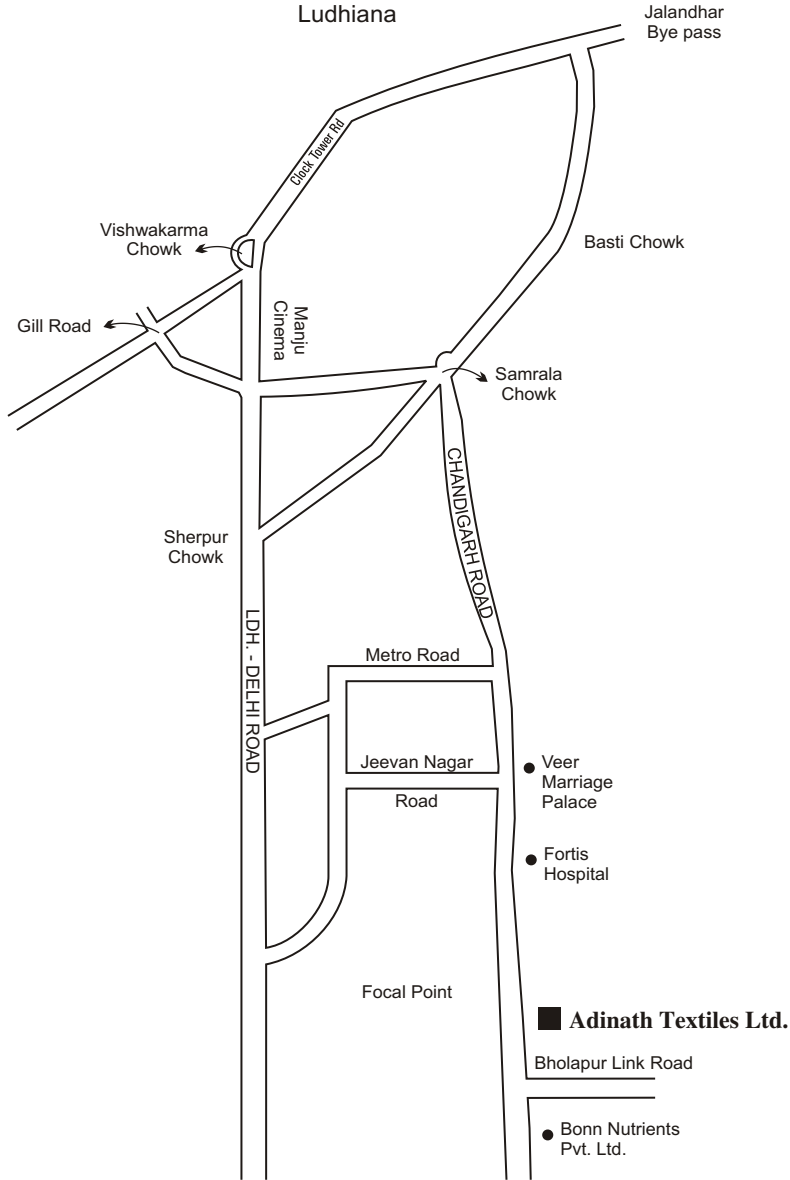 Ludhiana
Jalandhar
Bye pass
Clock Tower Rd
Vishwakarma
Chowk
Basti Chowk
Gill Road
Manju
Cinema
Samrala
Chowk
CHANDIGARH ROAD
Sherpur
Chowk
LDH. - DELHI ROAD
Metro Road
Jeevan Nagar
Road
Veer
Marriage
Palace
Fortis
Hospital
Focal Point
Adinath Textiles Ltd.
Bholapur Link Road
Bonn Nutrients
Pvt. Ltd.